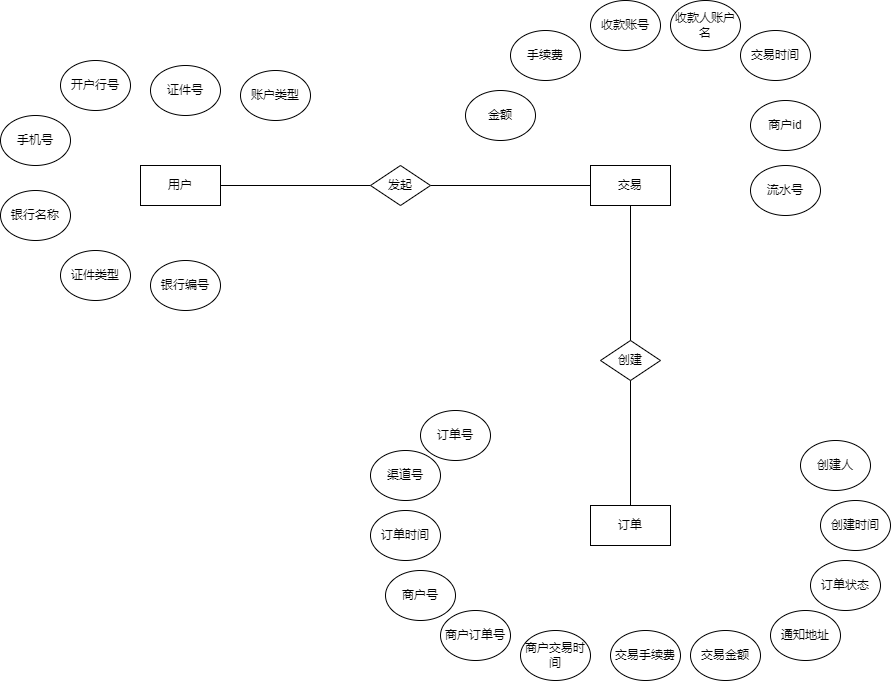 收款账号
收款人账户
名
手续费
交易时间
开户行号
证件号
账户类型
金额
商户id
手机号
用户
发起
交易
流水号
银行名称
证件类型
银行编号
创建
订单号
渠道号
创建人
订单时间
订单
创建时间
商户号
订单状态
商户订单号
通知地址
商户交易时
间
交易手续费
交易金额